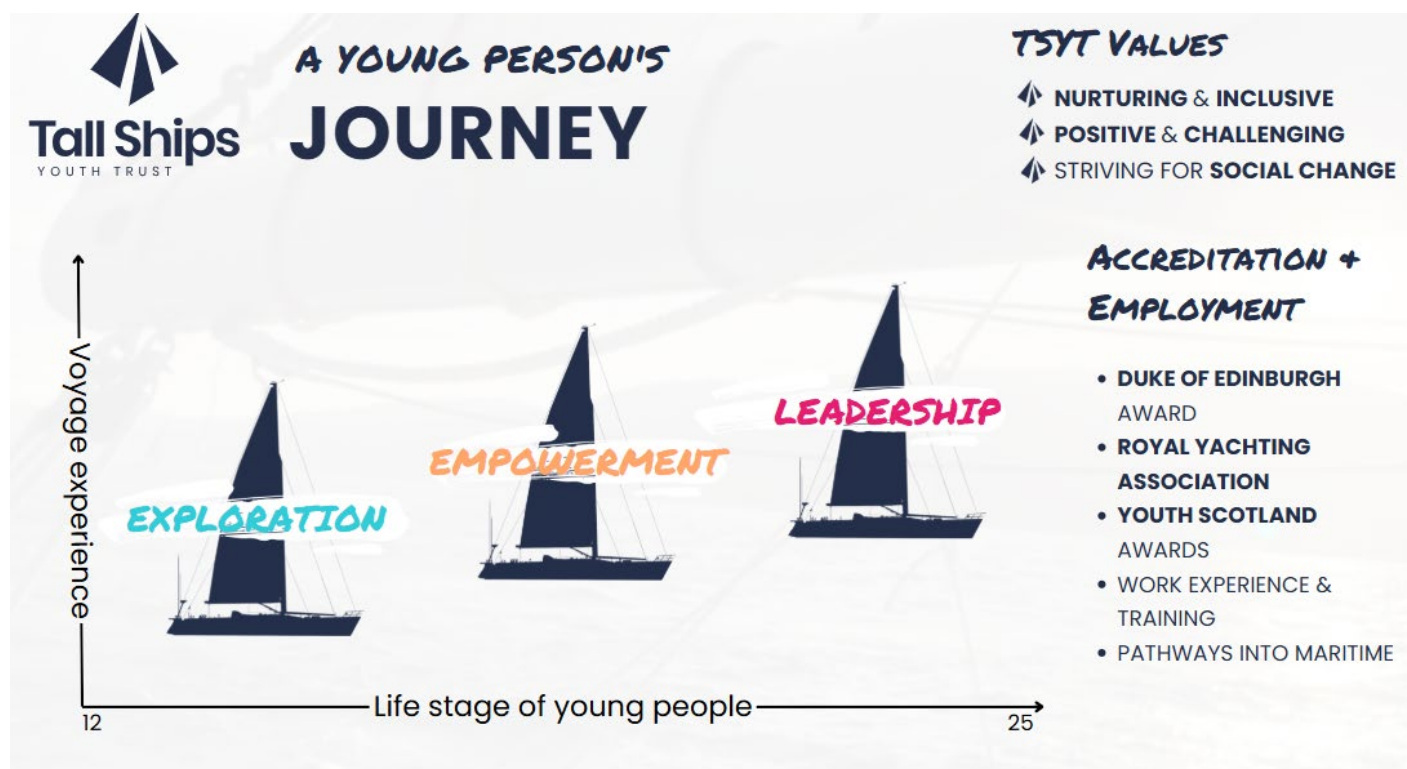 Tall Ships
YOUTH TRUST
A YOUNG PERSON'S
JOURNEY
TSYT VALUES
NURTURING & INCLUSIVE
POSITIVE & CHALLENGING
STRIVING FOR SOCIAL CHANGE
ACCREDITATION &
EMPLOYMENT
• DUKE OF EDINBURGH
AWARD
• ROYAL YACHTING
ASSOCIATION
• YOUTH SCOTLAND
AWARDS
• WORK EXPERIENCE &
TRAINING
• PATHWAYS INTO MARITIME
Voyage experience
EXPLORATION
EMPOWERMENT
LEADERSHIP
12
Life stage of young people
25